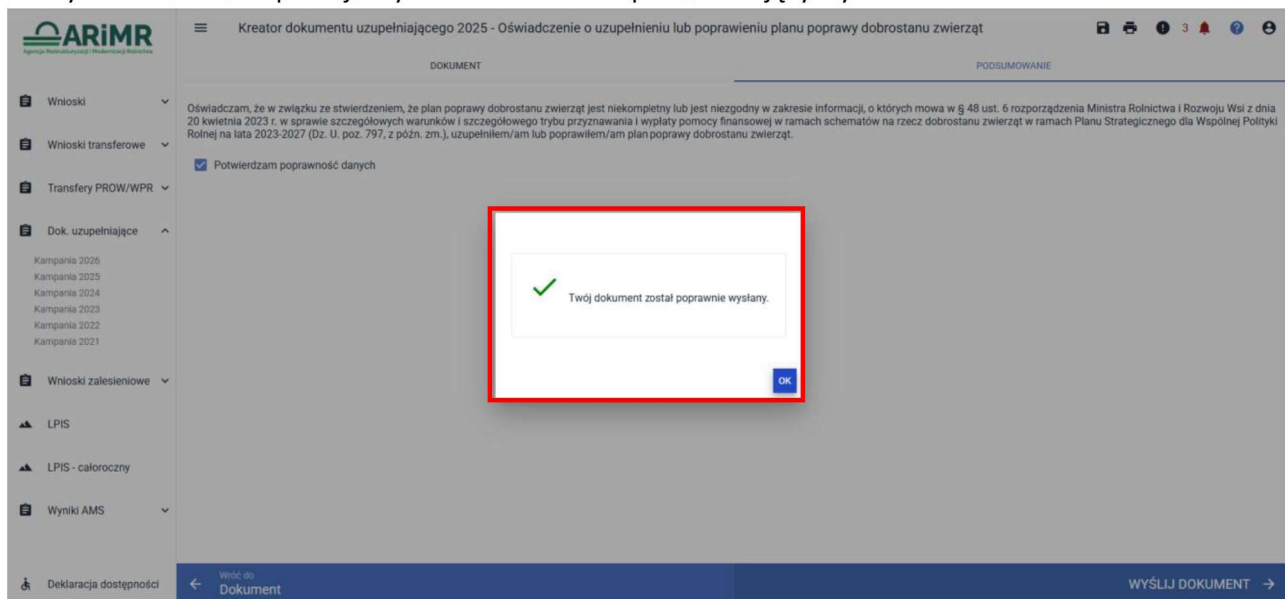 ARiMR
Agencja Restrukturyzacji i Modernizacji Rolnictwa
Kreator dokumentu uzupełniającego 2025 - Oświadczenie o uzupełnieniu lub poprawieniu planu poprawy dobrostanu zwierząt
3
DOKUMENT
PODSUMOWANIE
Wnioski
Wnioski transferowe
Transfery PROW/WPR
Dok. uzupełniające
Kampania 2026
Kampania 2025
Kampania 2024
Kampania 2023
Kampania 2022
Kampania 2021
Wnioski zalesieniowe
LPIS
LPIS - całoroczny
Wyniki AMS
Deklaracja dostępności
Oświadczam, że w związku ze stwierdzeniem, że plan poprawy dobrostanu zwierząt jest niekompletny lub jest niezgodny w zakresie informacji, o których mowa w § 48 ust. 6 rozporządzenia Ministra Rolnictwa i Rozwoju Wsi z dnia
20 kwietnia 2023 r. w sprawie szczegółowych warunków i szczegółowego trybu przyznawania i wypłaty pomocy finansowej w ramach schematów na rzecz dobrostanu zwierząt w ramach Planu Strategicznego dla Wspólnej Polityki
Rolnej na lata 2023-2027 (Dz. U. poz. 797, z późn. zm.), uzupełniłem/am lub poprawiłem/am plan poprawy dobrostanu zwierząt.
Potwierdzam poprawność danych
Twój dokument został poprawnie wysłany.
OK
Wróć do
Dokument
WYŚLIJ DOKUMENT